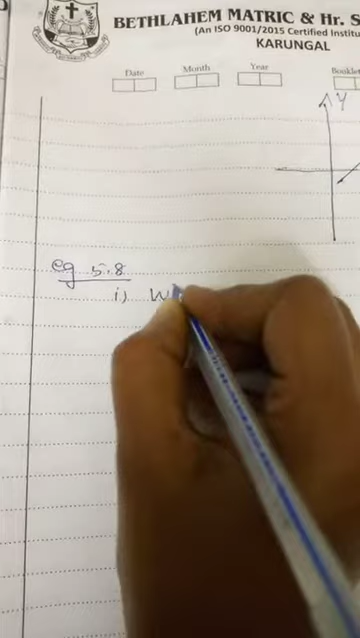 BETHLAHEM MATRIC & Hr. S
(An ISO 9001/2015 Certified Institu
KARUNGAL
Date Month Year Booklet
Y
eg 5.8
i) W